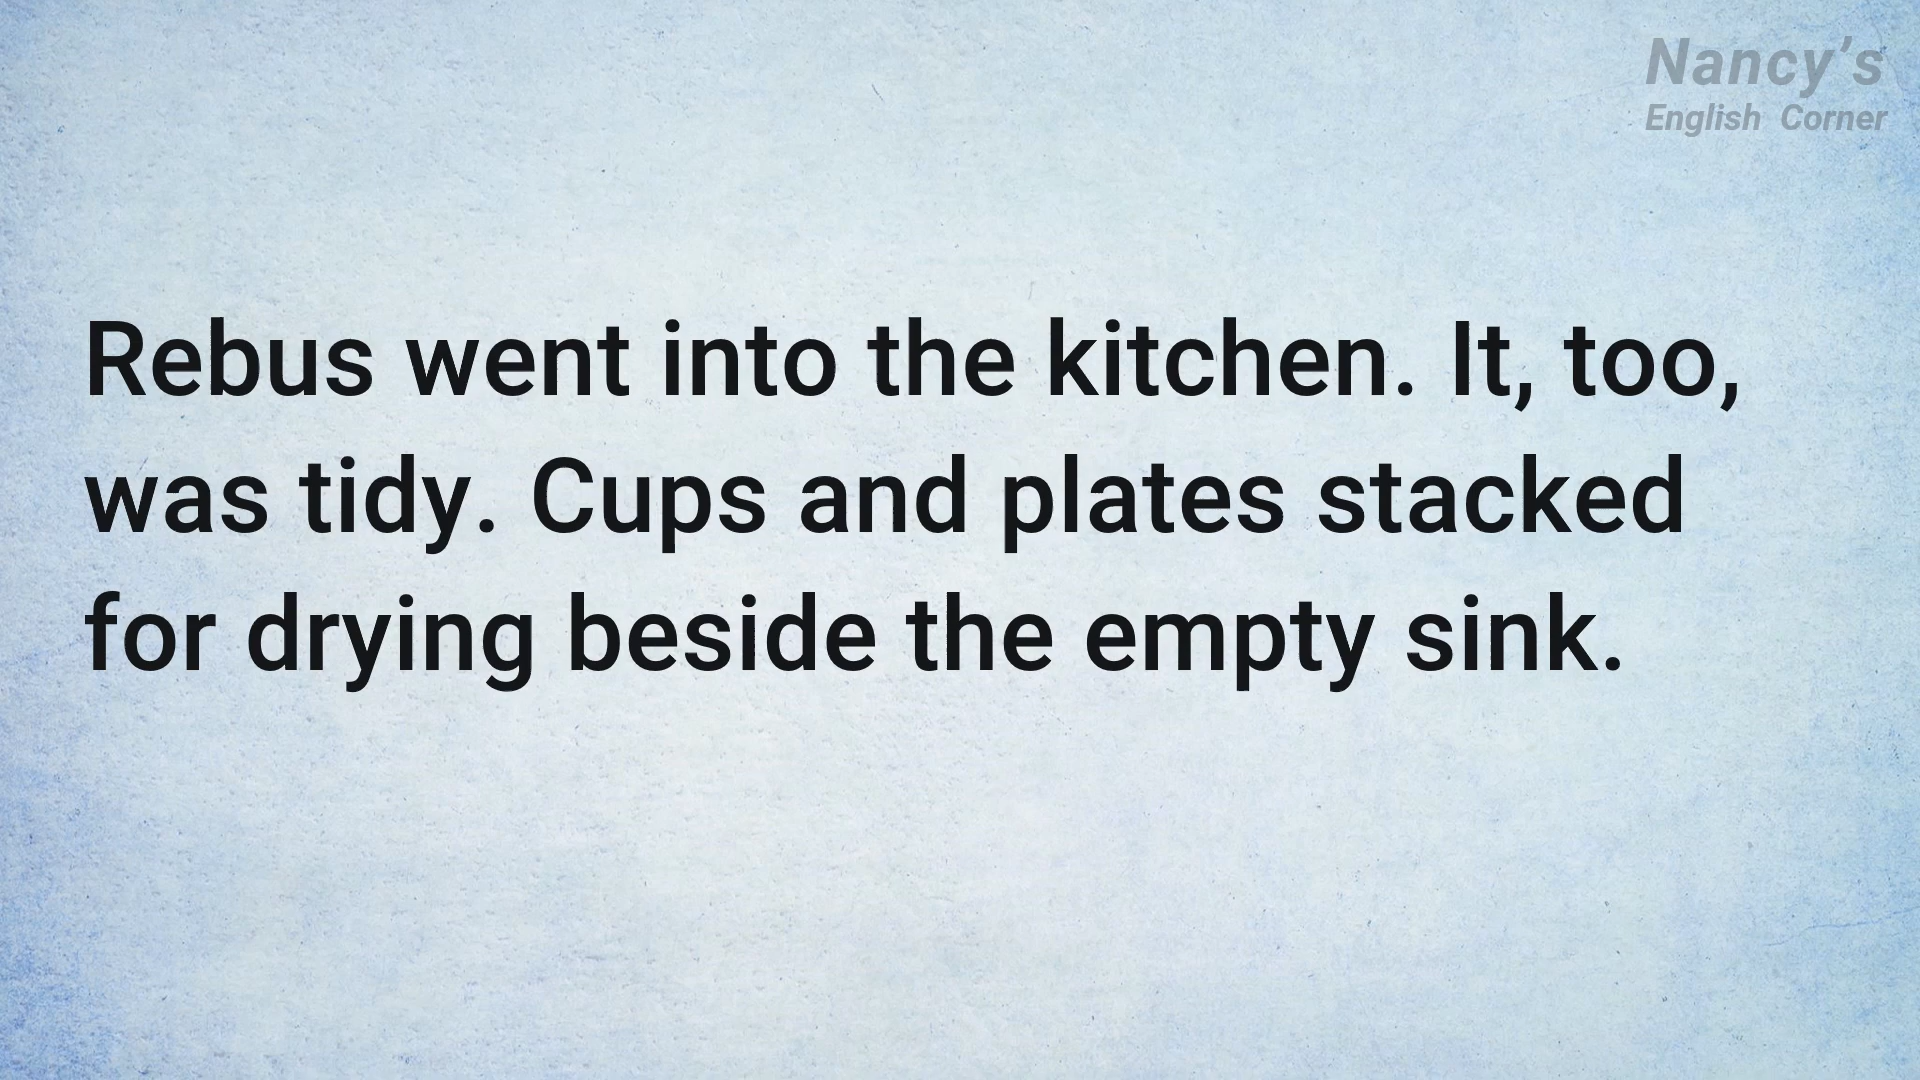 Nancy’s
English Corner
Rebus went into the kitchen. It, too,
was tidy. Cups and plates stacked
for drying beside the empty sink.